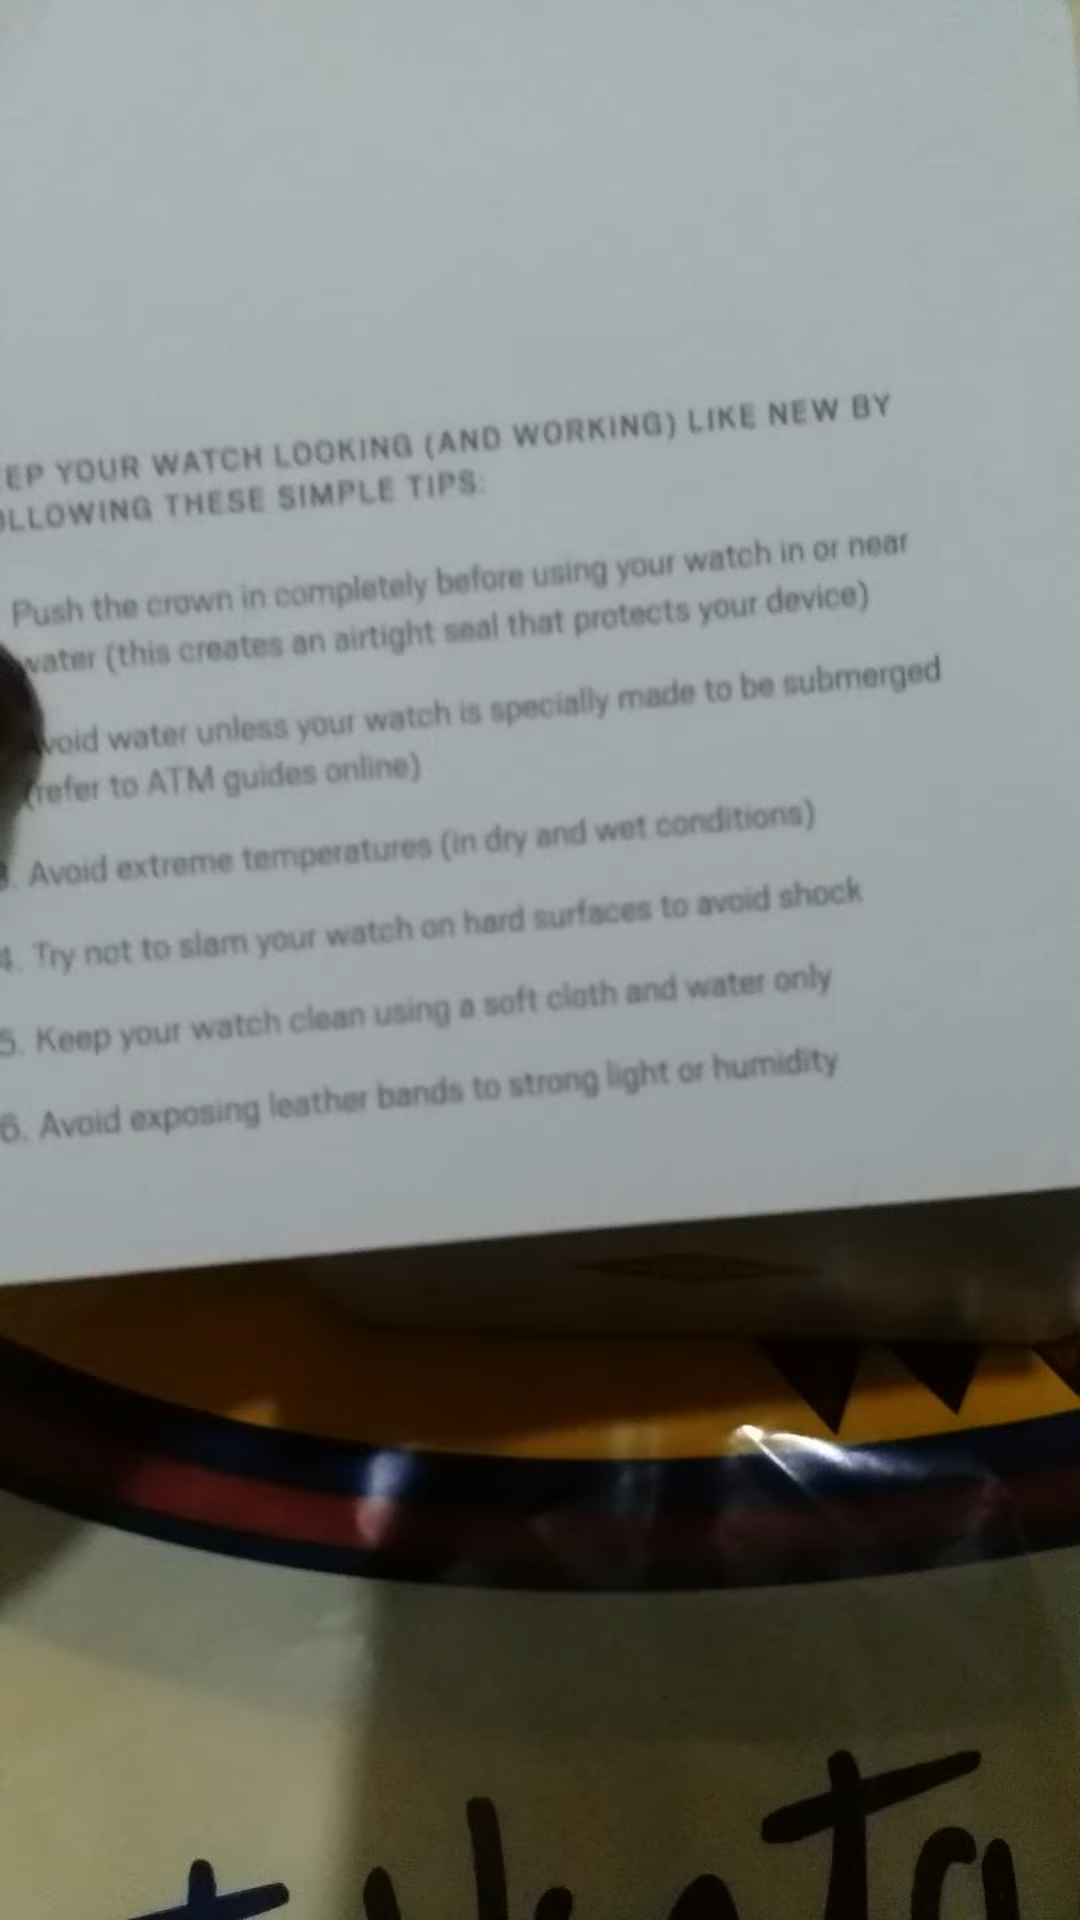 EEP YOUR WATCH LOOKING (AND WORKING) LIKE NEW BY
OLLOWING THESE SIMPLE TIPS:
Push the crown in completely before using your watch in or near
water (this creates an airtight seal that protects your device)
Avoid water unless your watch is specially made to be submerged
(refer to ATM guides online)
3. Avoid extreme temperatures (in dry and wet conditions)
4. Try not to slam your watch on hard surfaces to avoid shock
5. Keep your watch clean using a soft cloth and water only
6. Avoid exposing leather bands to strong light or humidity